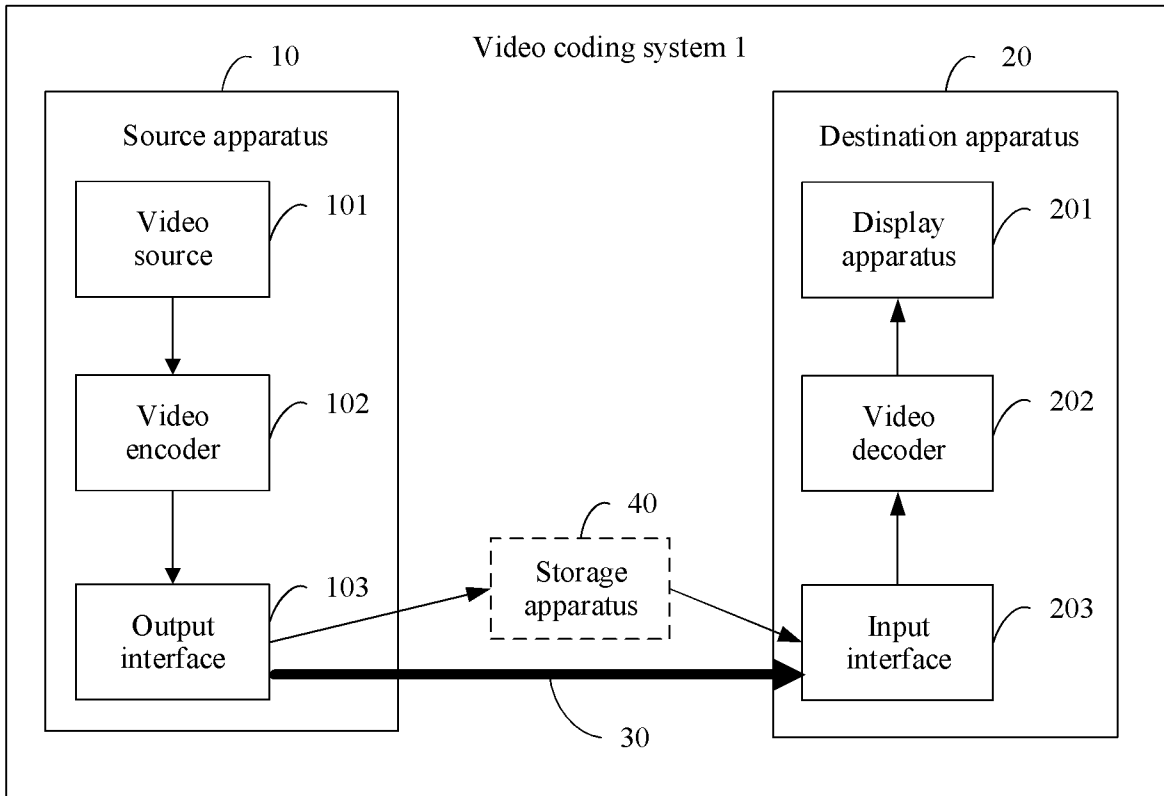 Video coding system 1
10
Source apparatus
Video
source
101
Video
encoder
102
Output
interface
103
Storage
apparatus
40
30
20
Destination apparatus
Display
apparatus
201
Video
decoder
202
Input
interface
203